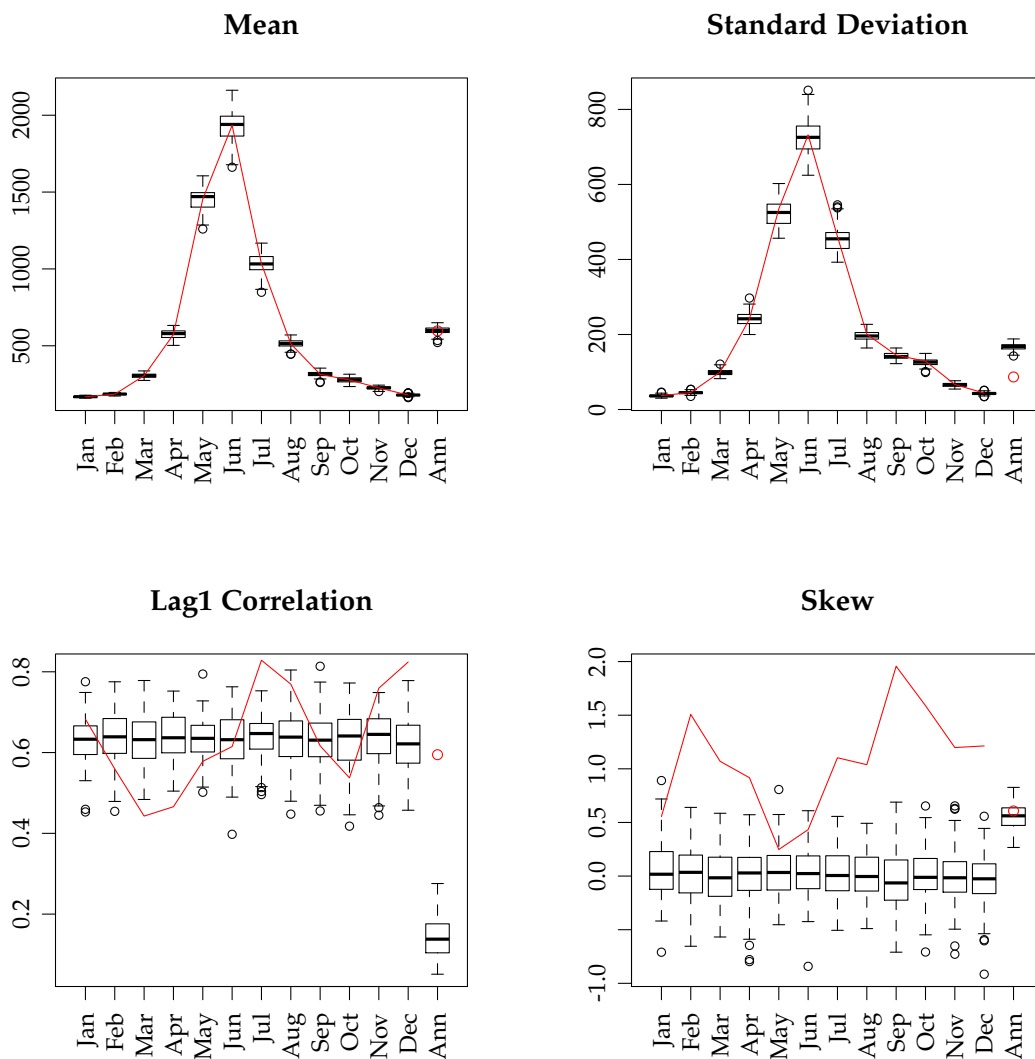 Mean
2000
1500
1000
500
Jan Feb Mar Apr May Jun Jul Aug Sep Oct Nov Dec Ann
Standard Deviation
800
600
400
200
0
Jan Feb Mar Apr May Jun Jul Aug Sep Oct Nov Dec Ann
Lag1 Correlation
0.8
0.6
0.4
0.2
Jan Feb Mar Apr May Jun Jul Aug Sep Oct Nov Dec Ann
Skew
2.0
1.5
1.0
0.5
0.0
-1.0
Jan Feb Mar Apr May Jun Jul Aug Sep Oct Nov Dec Ann